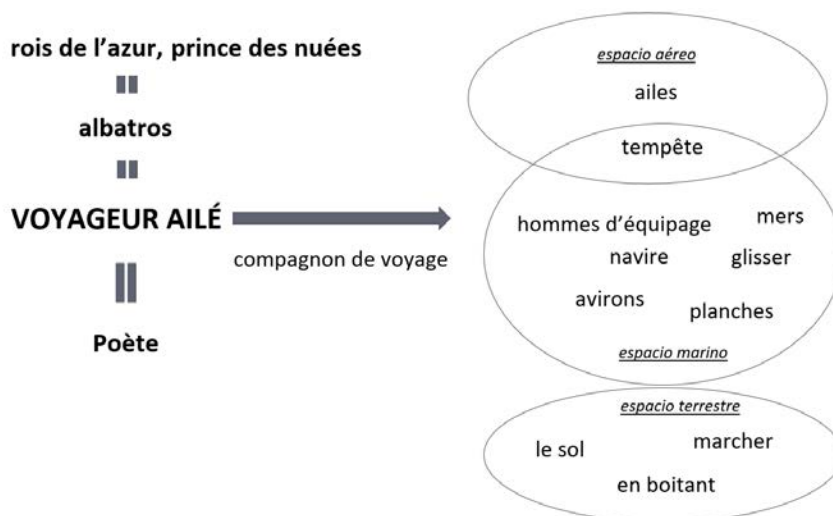 rois de l’azur, prince des nuées
albatros
VOYAGEUR AILÉ
compagnon de voyage
Poète
espacio aéreo
ailes
tempête
hommes d’équipage
mers
navire
glisser
avirons
planches
espacio marino
espacio terrestre
le sol
marcher
en boitant